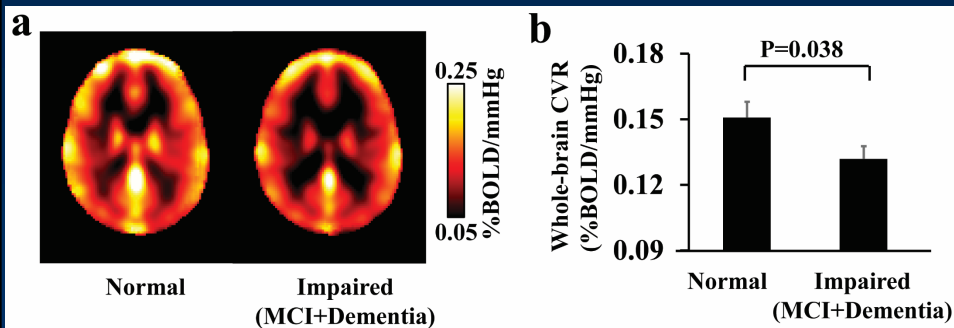 a
0.25
%BOLD/mmHg
0.05
Normal
Impaired
(MCI+Dementia)
b
P=0.038
Whole-brain CVR
(%BOLD/mmHg)
0.18
0.15
0.12
0.09
Normal
Impaired
(MCI+Dementia)